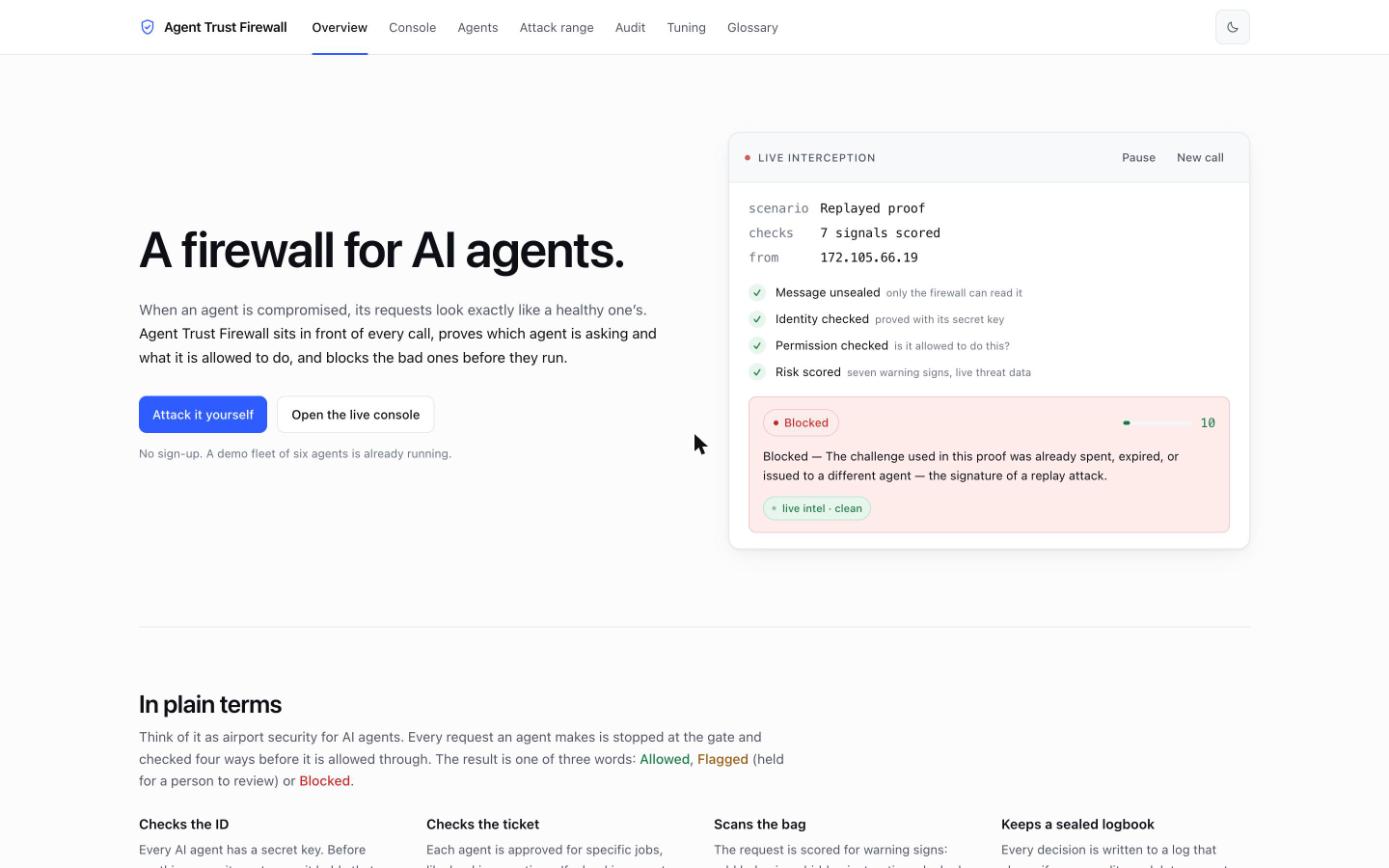 Agent Trust Firewall Overview Console Agents Attack range Audit Tuning Glossary
A firewall for AI agents.
When an agent is compromised, its requests look exactly like a healthy one’s.
Agent Trust Firewall sits in front of every call, proves which agent is asking and
what it is allowed to do, and blocks the bad ones before they run.
Attack it yourself Open the live console
No sign-up. A demo fleet of six agents is already running.
LIVE INTERCEPTION Pause New call
scenario Replayed proof
checks 7 signals scored
from 172.105.66.19
Message unsealed only the firewall can read it
Identity checked proved with its secret key
Permission checked is it allowed to do this?
Risk scored seven warning signs, live threat data
Blocked 10
Blocked — The challenge used in this proof was already spent, expired, or
issued to a different agent — the signature of a replay attack.
live intel · clean
In plain terms
Think of it as airport security for AI agents. Every request an agent makes is stopped at the gate and
checked four ways before it is allowed through. The result is one of three words: Allowed, Flagged (held
for a person to review) or Blocked.
Checks the ID
Every AI agent has a secret key. Before
Checks the ticket
Each agent is approved for specific jobs,
Scans the bag
The request is scored for warning signs:
Keeps a sealed logbook
Every decision is written to a log that